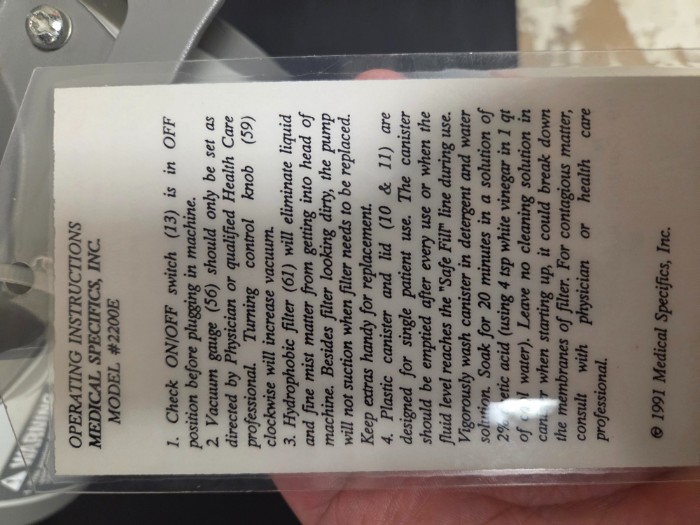 OPERATING INSTRUCTIONS
MEDICAL SPECIFICS, INC.
MODEL #2200E
1. Check ON/OFF switch (13) is in OFF
position before plugging in machine.
2. Vacuum gauge (56) should only be set as
directed by Physician or qualified Health Care
professional. Turning control knob (59)
clockwise will increase vacuum.
3. Hydrophobic filter (61) will eliminate liquid
and fine mist matter from getting into head of
machine. Besides filter looking dirty, the pump
will not suction when filter needs to be replaced.
Keep extras handy for replacement.
4. Plastic canister and lid (10 & 11) are
designed for single patient use. The canister
should be emptied after every use or when the
fluid level reaches the "Safe Fill" line during use.
Vigorously wash canister in detergent and water
solution. Soak for 20 minutes in a solution of
2% acid (using 4 tsp white vinegar in 1 qt
of water). Leave no cleaning solution in
when starting up, it could break down
the membranes of filter. For contagious matter,
consult with physician or health care
professional.
© 1991 Medical Specifics, Inc.
WARNING